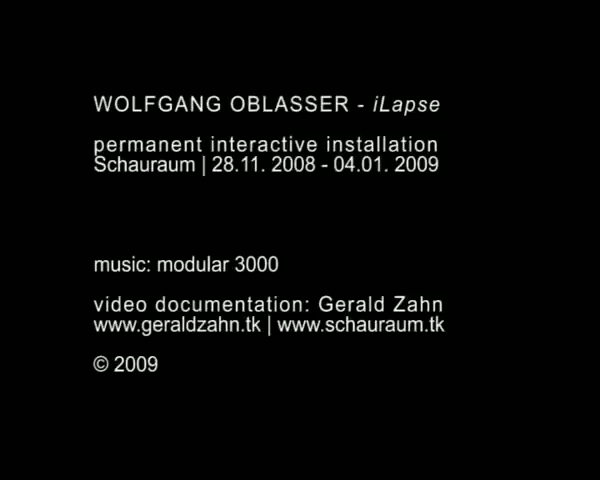 WOLFGANG OBLASSER - iLapse
permanent interactive installation
Schauraum | 28.11. 2008 - 04.01. 2009
music: modular 3000
video documentation: Gerald Zahn
www.geraldzahn.tk | www.schauraum.tk
© 2009